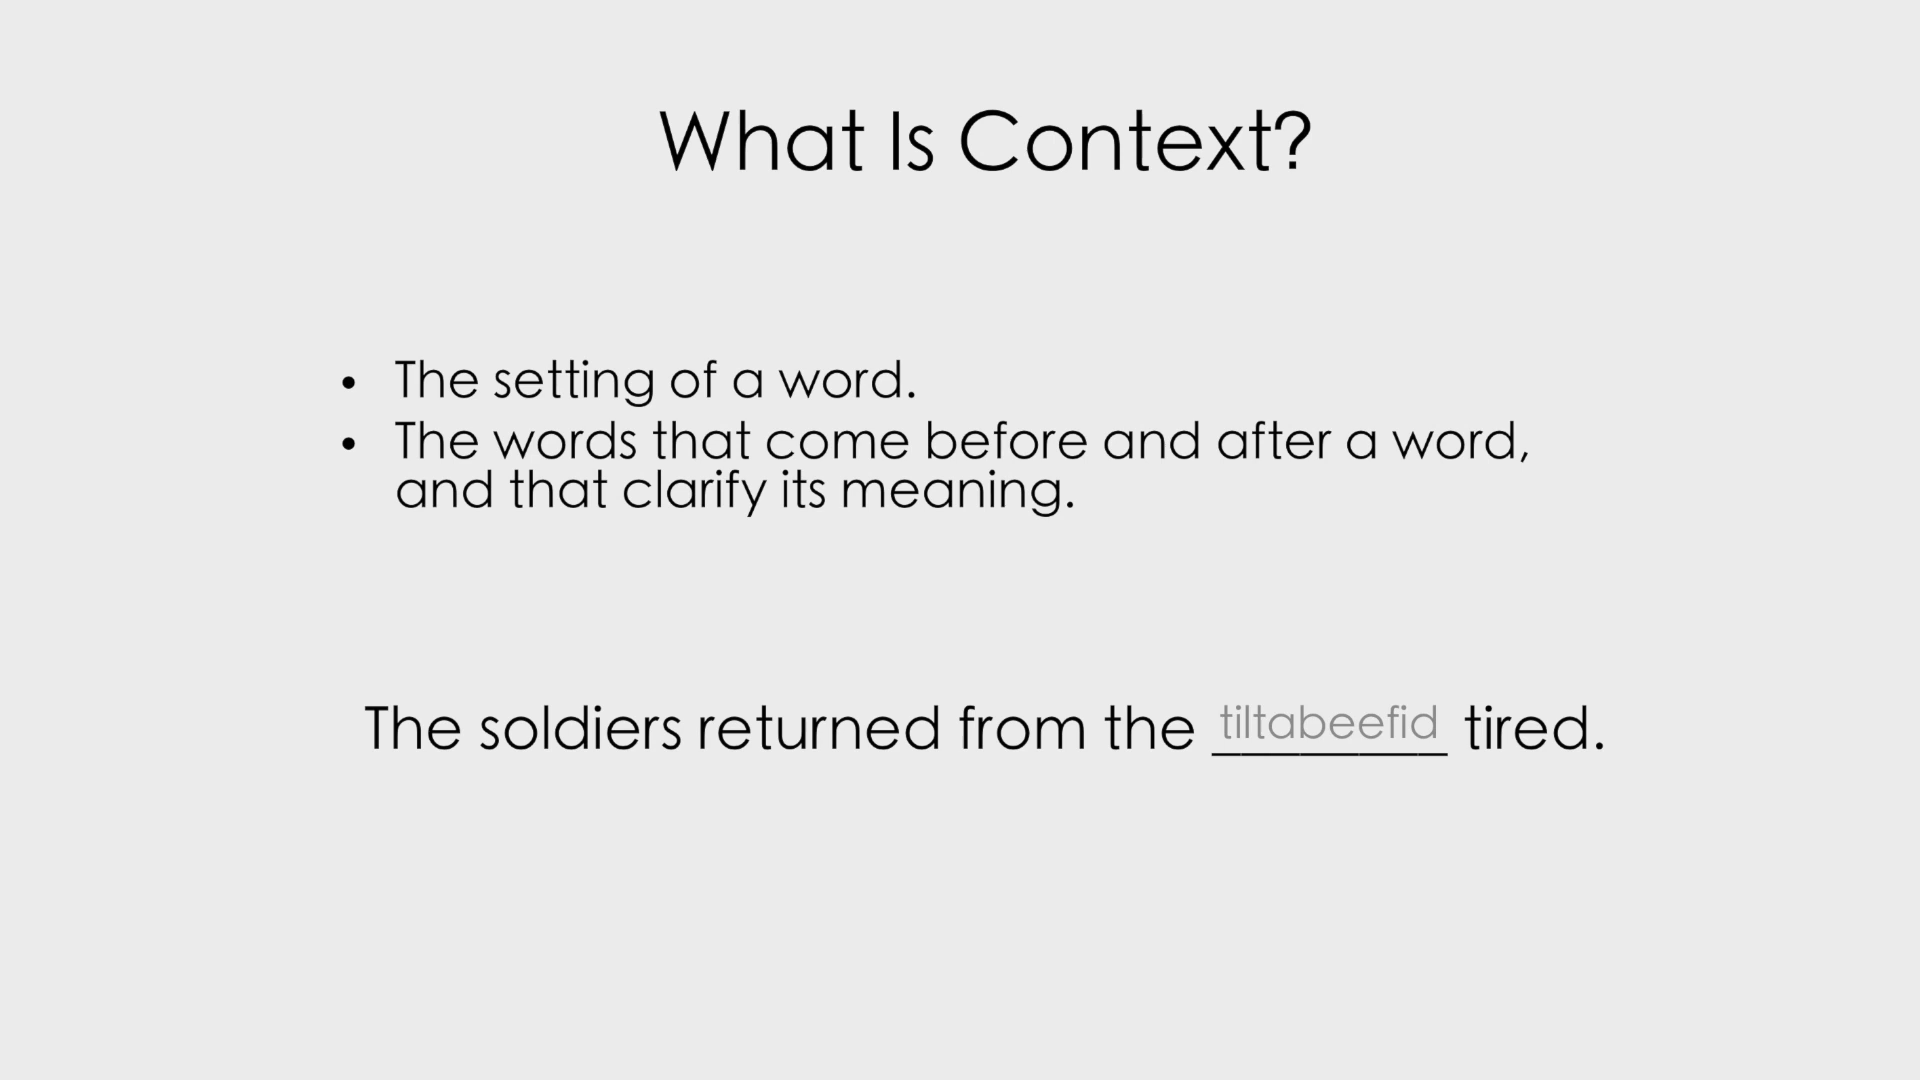 What Is Context?
• The setting of a word.
• The words that come before and after a word,
and that clarify its meaning.
The soldiers returned from the tiltabeefid tired.